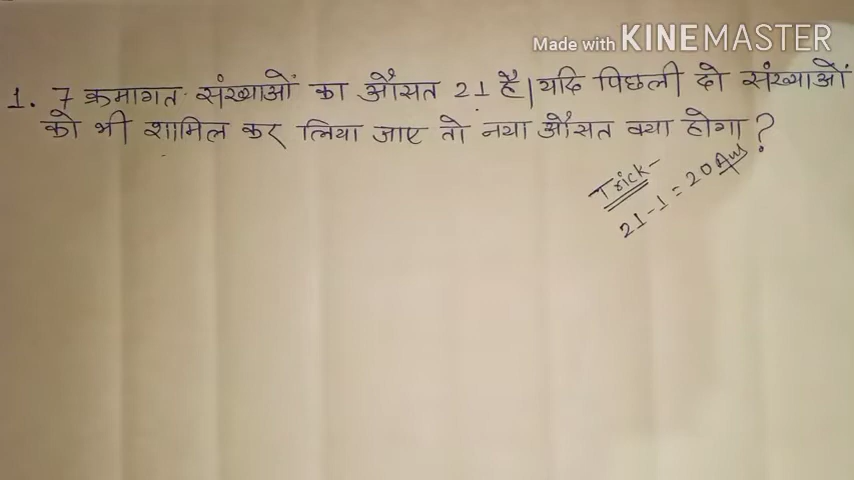 Made with KINEMASTER
1. 7 क्रमागत संख्याओं का औसत 21 है। यदि पिछली दो संख्याओं
को भी शामिल कर लिया जाए तो नया औसत क्या होगा?
Trick-
21-1 = 20 Ans